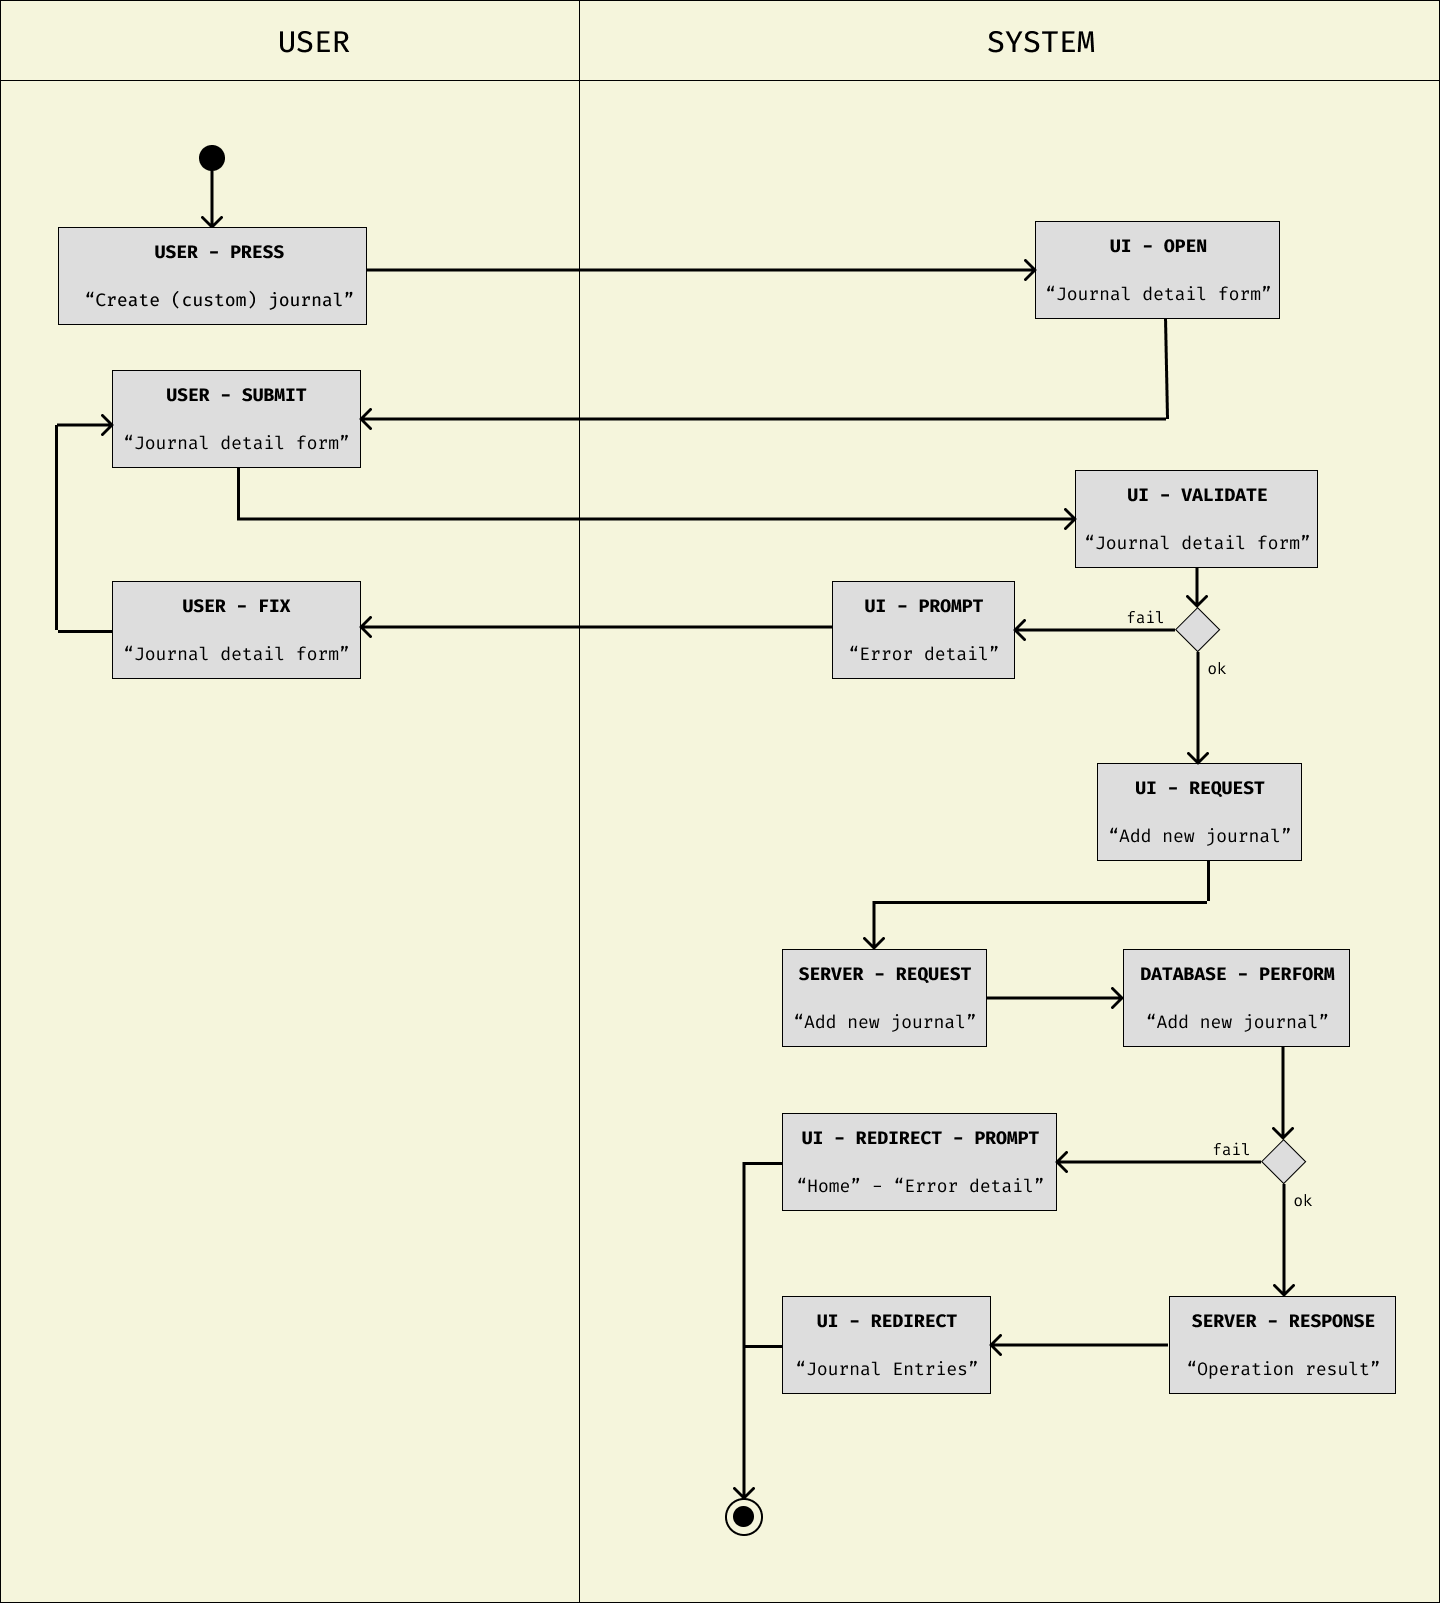 USER
SYSTEM
USER - PRESS
“Create (custom) journal”
UI - OPEN
“Journal detail form”
USER - SUBMIT
“Journal detail form”
UI - VALIDATE
“Journal detail form”
USER - FIX
“Journal detail form”
UI - PROMPT
“Error detail”
fail
ok
UI - REQUEST
“Add new journal”
SERVER - REQUEST
“Add new journal”
DATABASE - PERFORM
“Add new journal”
UI - REDIRECT - PROMPT
“Home” - “Error detail”
fail
ok
UI - REDIRECT
“Journal Entries”
SERVER - RESPONSE
“Operation result”